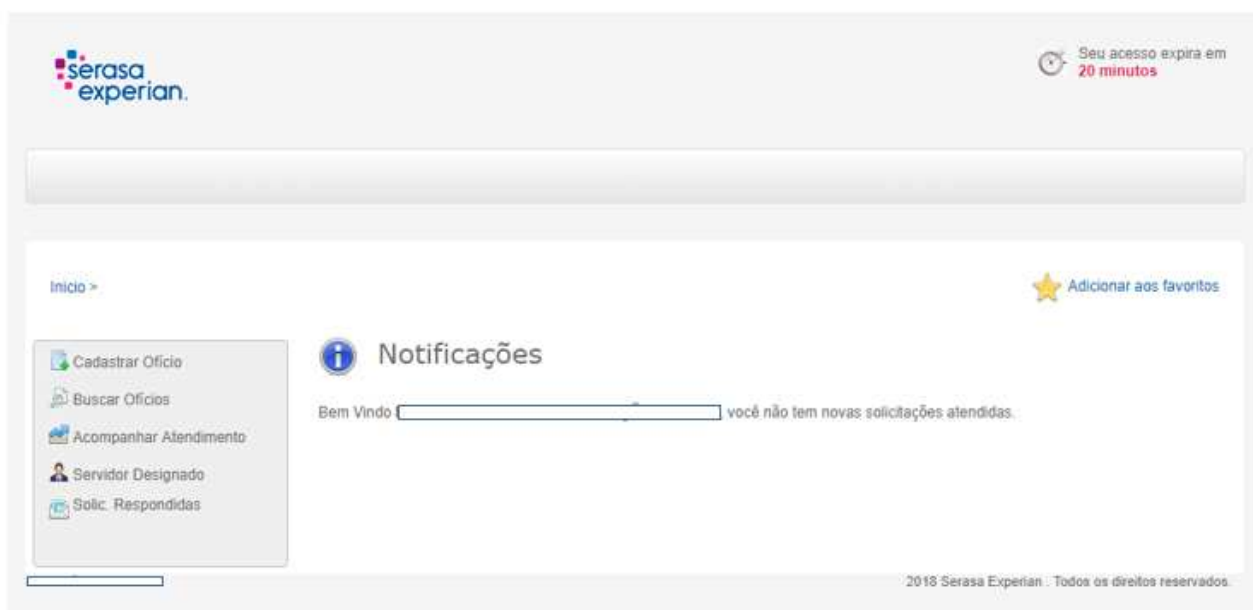 serasa
experian.
Seu acesso expira em
20 minutos
Inicio >
Adicionar aos favoritos
Cadastrar Ofício
Buscar Ofícios
Acompanhar Atendimento
Servidor Designado
Solic. Respondidas
Notificações
Bem Vindo você não tem novas solicitações atendidas.
2018 Serasa Experian . Todos os direitos reservados.